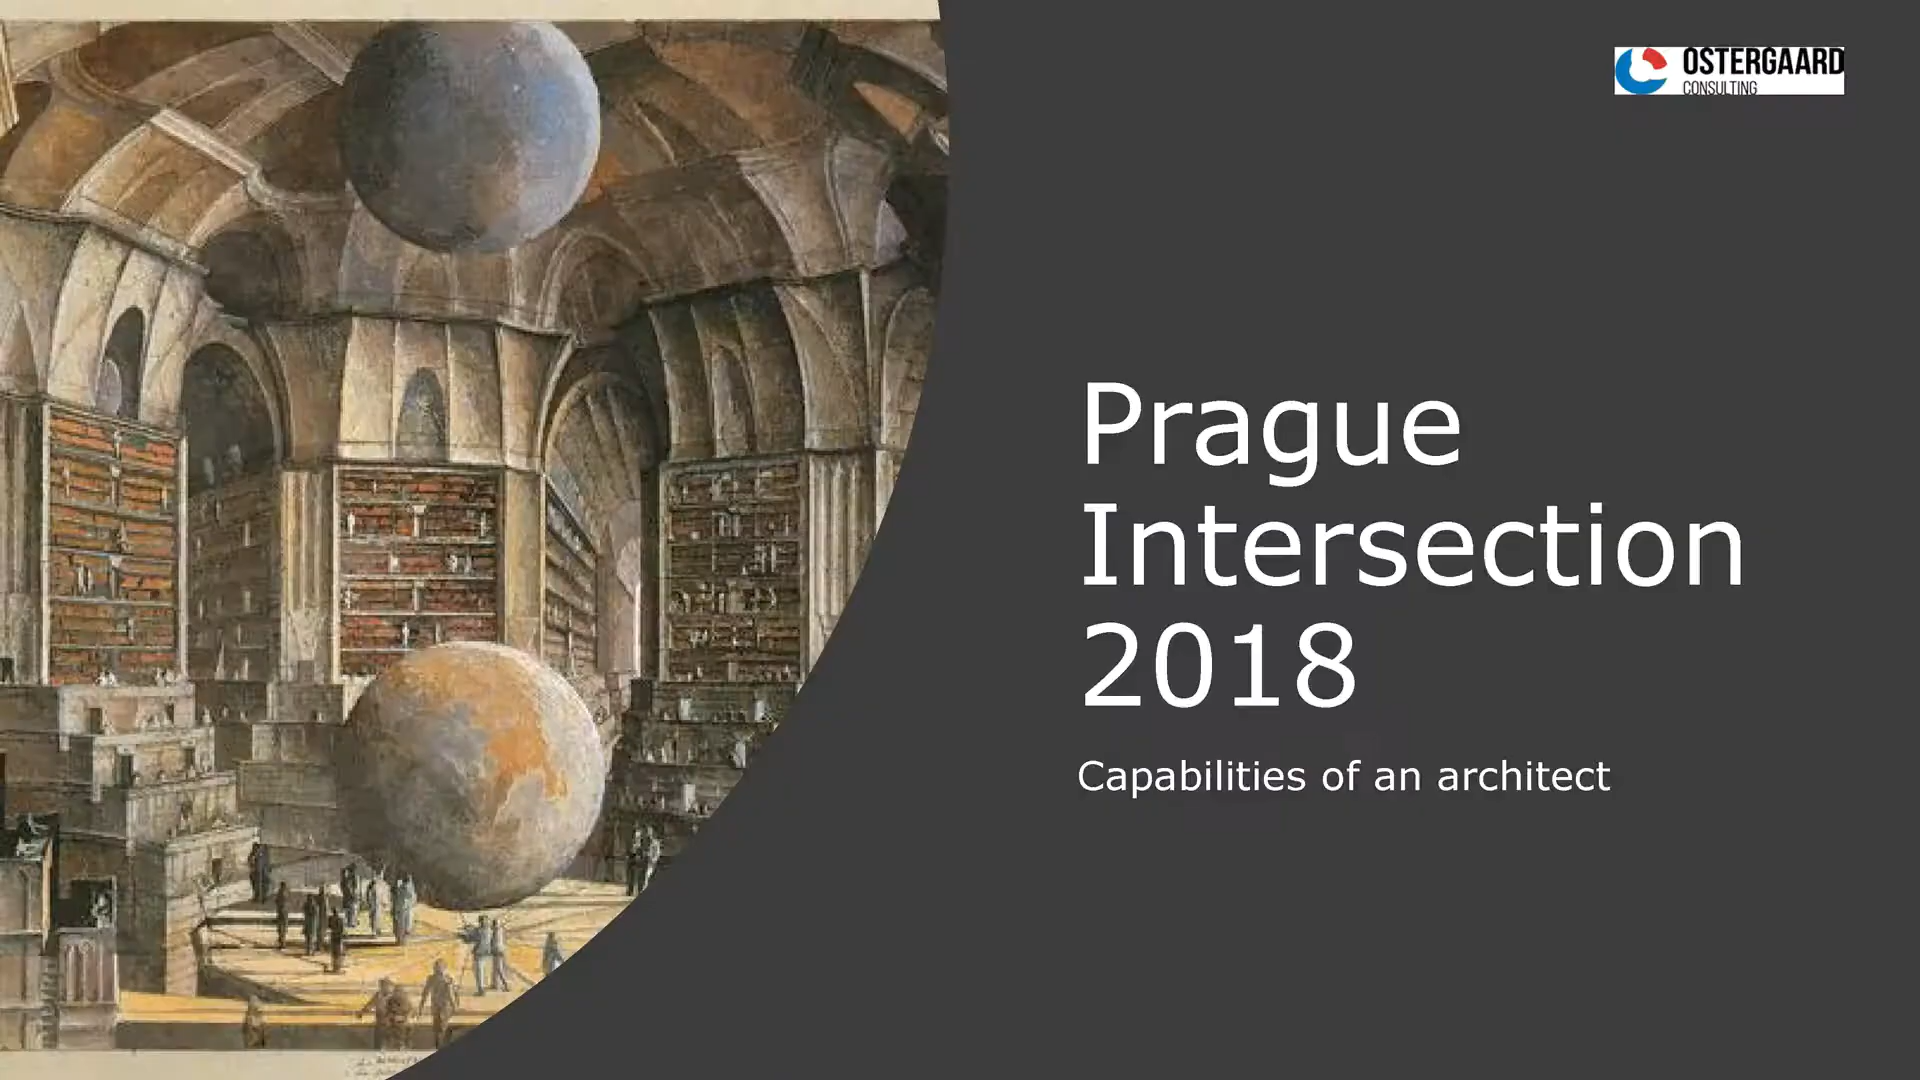 OSTERGAARD
CONSULTING
Prague
Intersection
2018
Capabilities of an architect